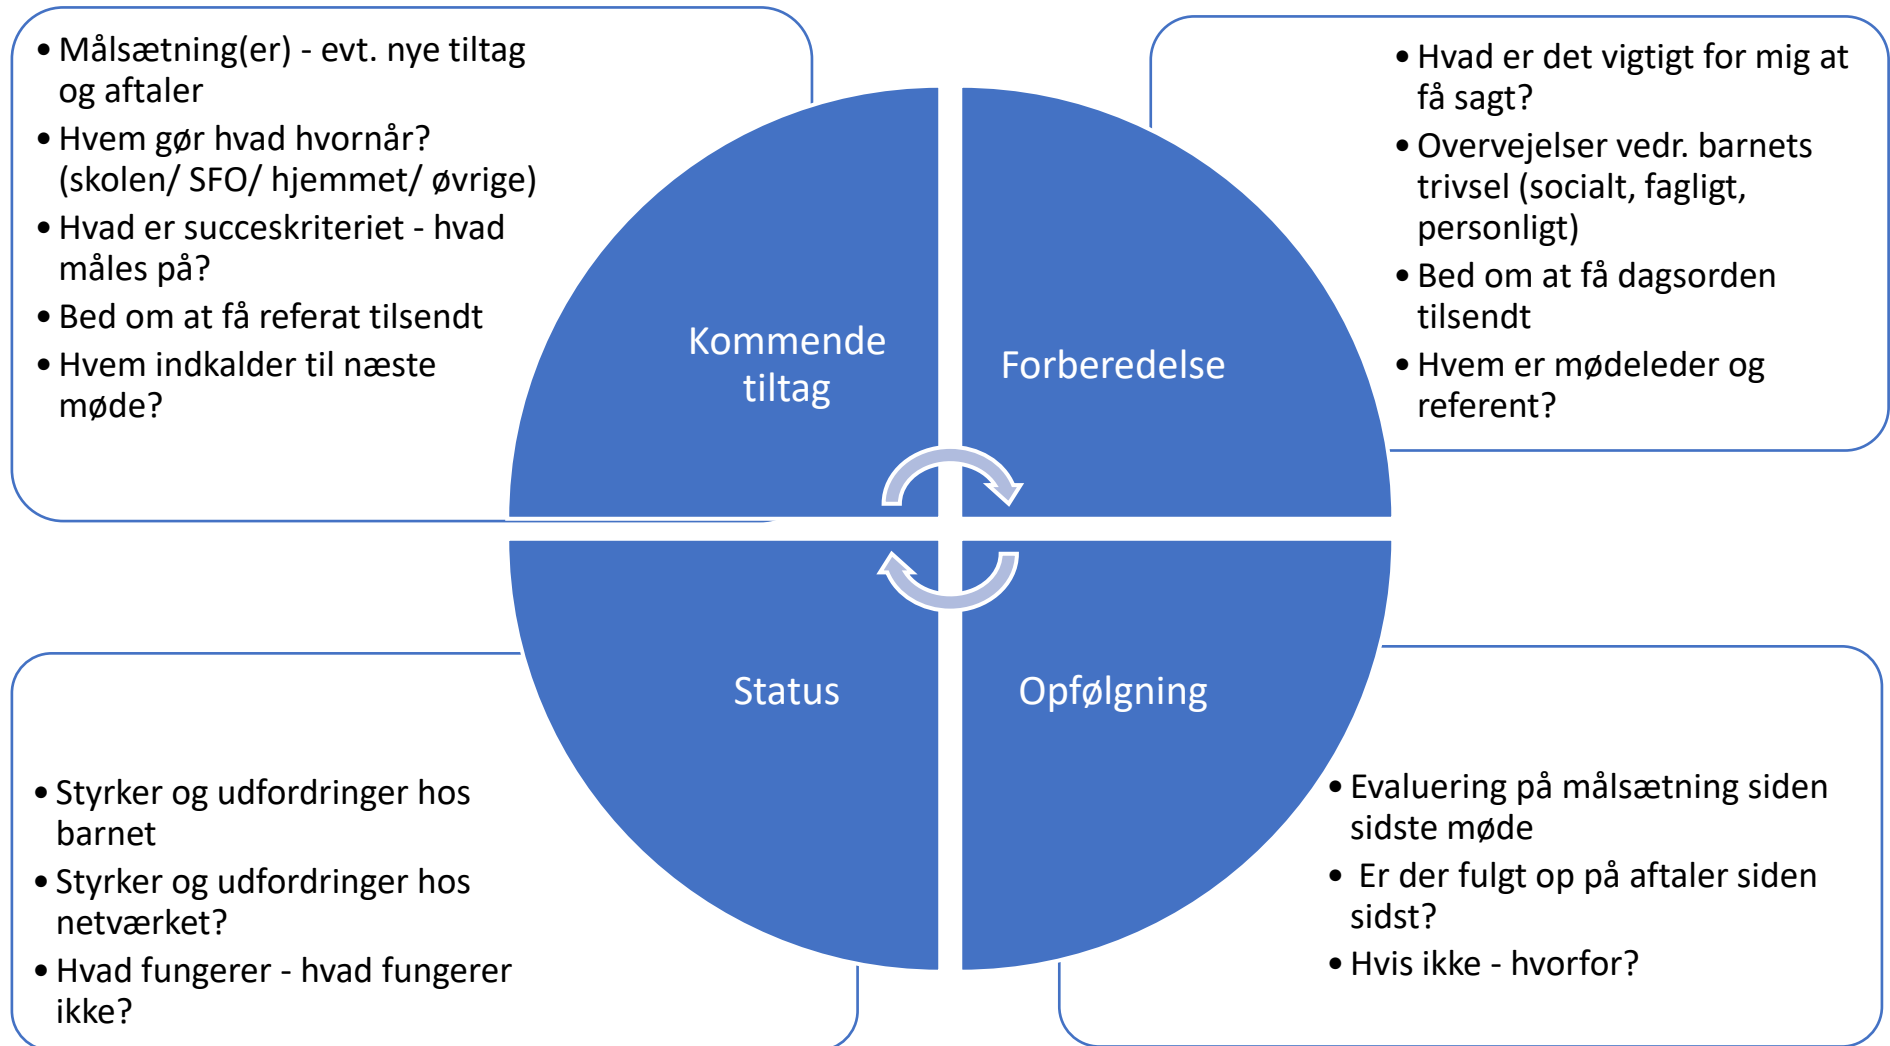 • Målsætning(er) - evt. nye tiltag
og aftaler
• Hvem gør hvad hvornår?
(skolen/ SFO/ hjemmet/ øvrige)
• Hvad er succeskriteriet - hvad
måles på?
• Bed om at få referat tilsendt
• Hvem indkalder til næste
møde?
• Hvad er det vigtigt for mig at
få sagt?
• Overvejelser vedr. barnets
trivsel (socialt, fagligt,
personligt)
• Bed om at få dagsorden
tilsendt
• Hvem er mødeleder og
referent?
Kommende
tiltag
Forberedelse
Status
Opfølgning
• Styrker og udfordringer hos
barnet
• Styrker og udfordringer hos
netværket?
• Hvad fungerer - hvad fungerer
ikke?
• Evaluering på målsætning siden
sidste møde
• Er der fulgt op på aftaler siden
sidst?
• Hvis ikke - hvorfor?